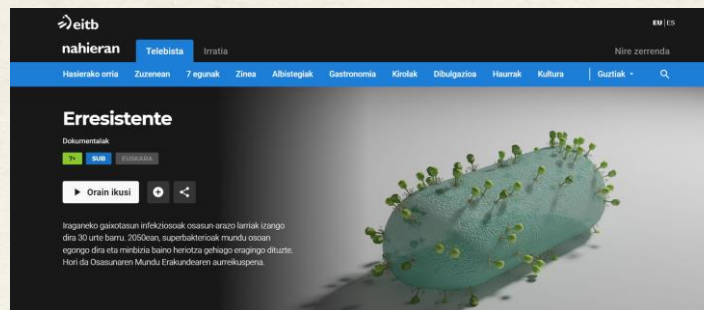 eitb
EU | ES
nahieran Telebista Irratia Nire zerrenda
Hasierako orria Zuzenean 7 egunak Zinea Albistegiak Gastronomia Kirolak Dibulgazioa Haurrak Kultura Guztiak
Erresistente
Dokumentalak
7+ SUB EUSKARA
Orain ikusi
Iraganeko gaixotasun infekziosoak osasun-arazo larriak izango
dira 30 urte barru. 2050ean, superbakterioak mundu osoan
egongo dira eta minbizia baino heriotza gehiago eragingo dituzte.
Hori da Osasunaren Mundu Erakundearen aurreikuspena.